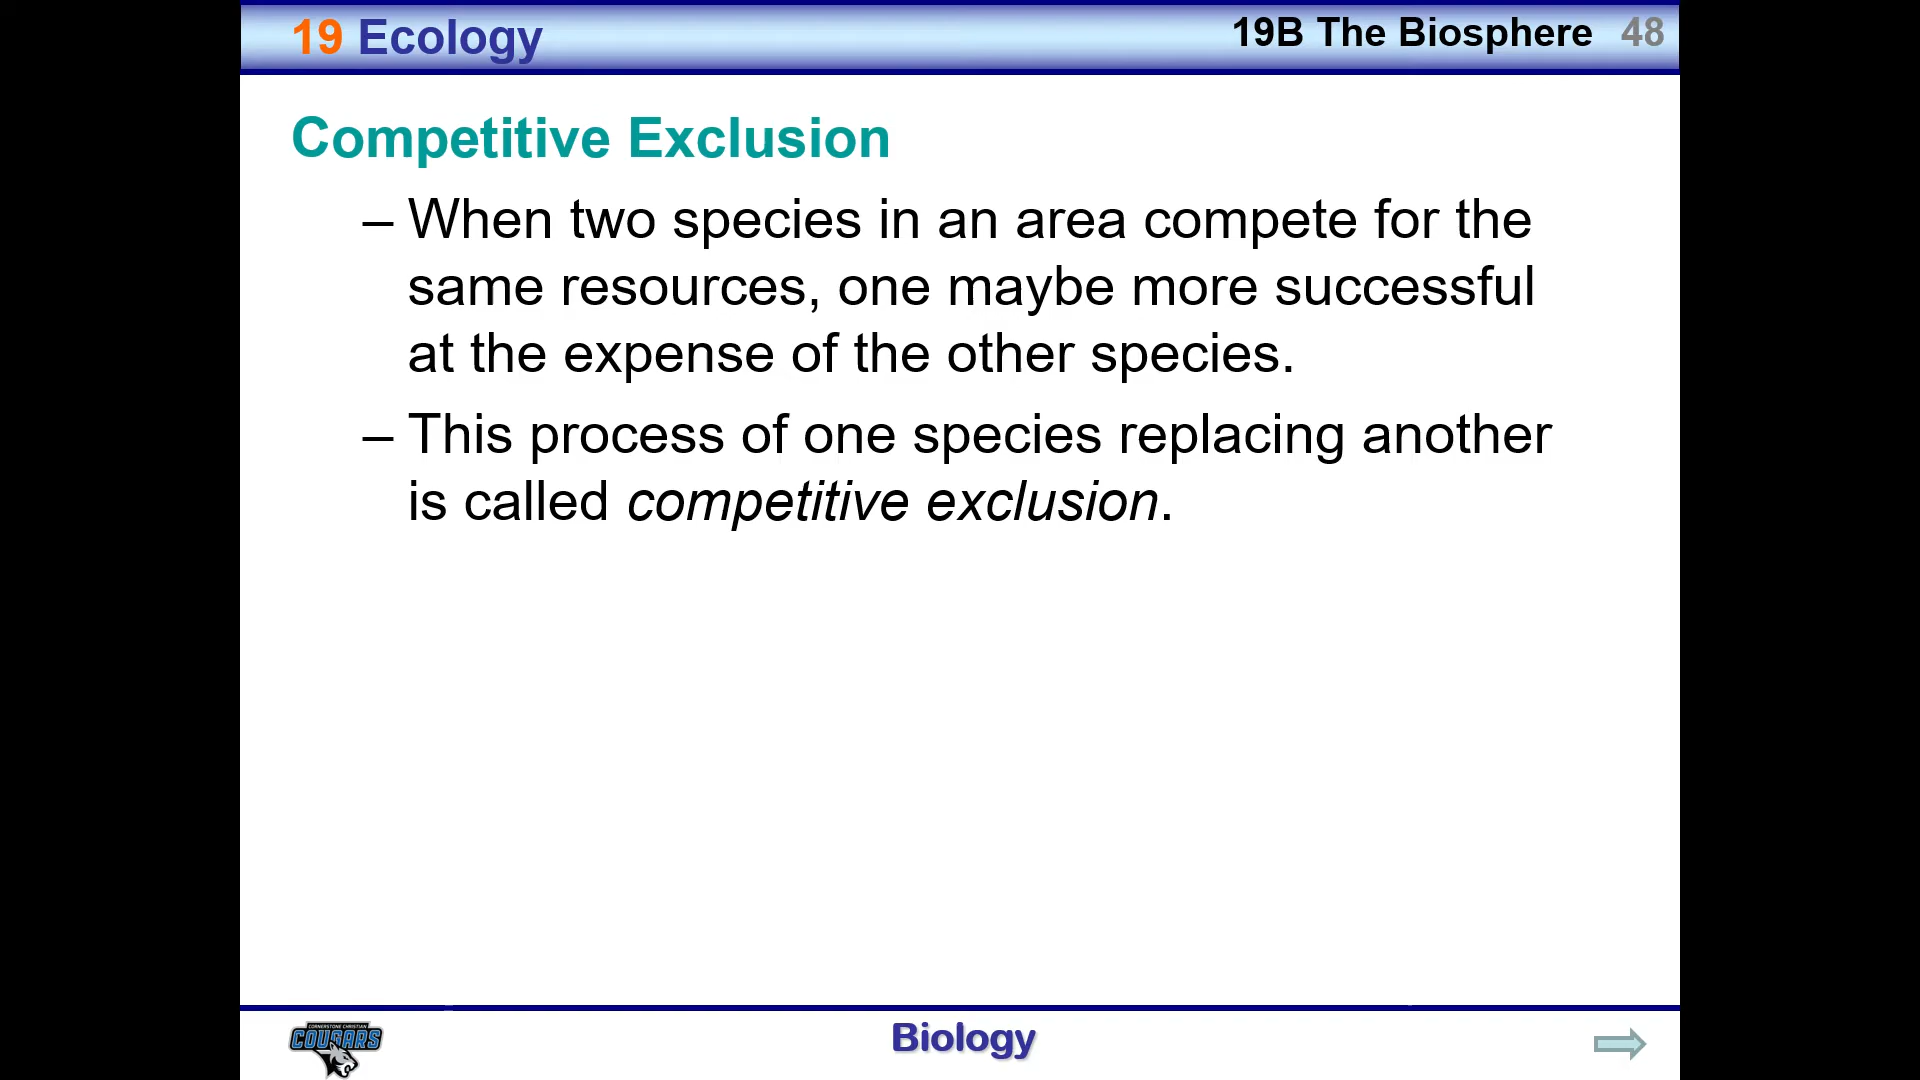 19 Ecology
19B The Biosphere 48
Competitive Exclusion
– When two species in an area compete for the
same resources, one maybe more successful
at the expense of the other species.
– This process of one species replacing another
is called competitive exclusion.
CORNERSTONE CHRISTIAN
COUGARS
Biology